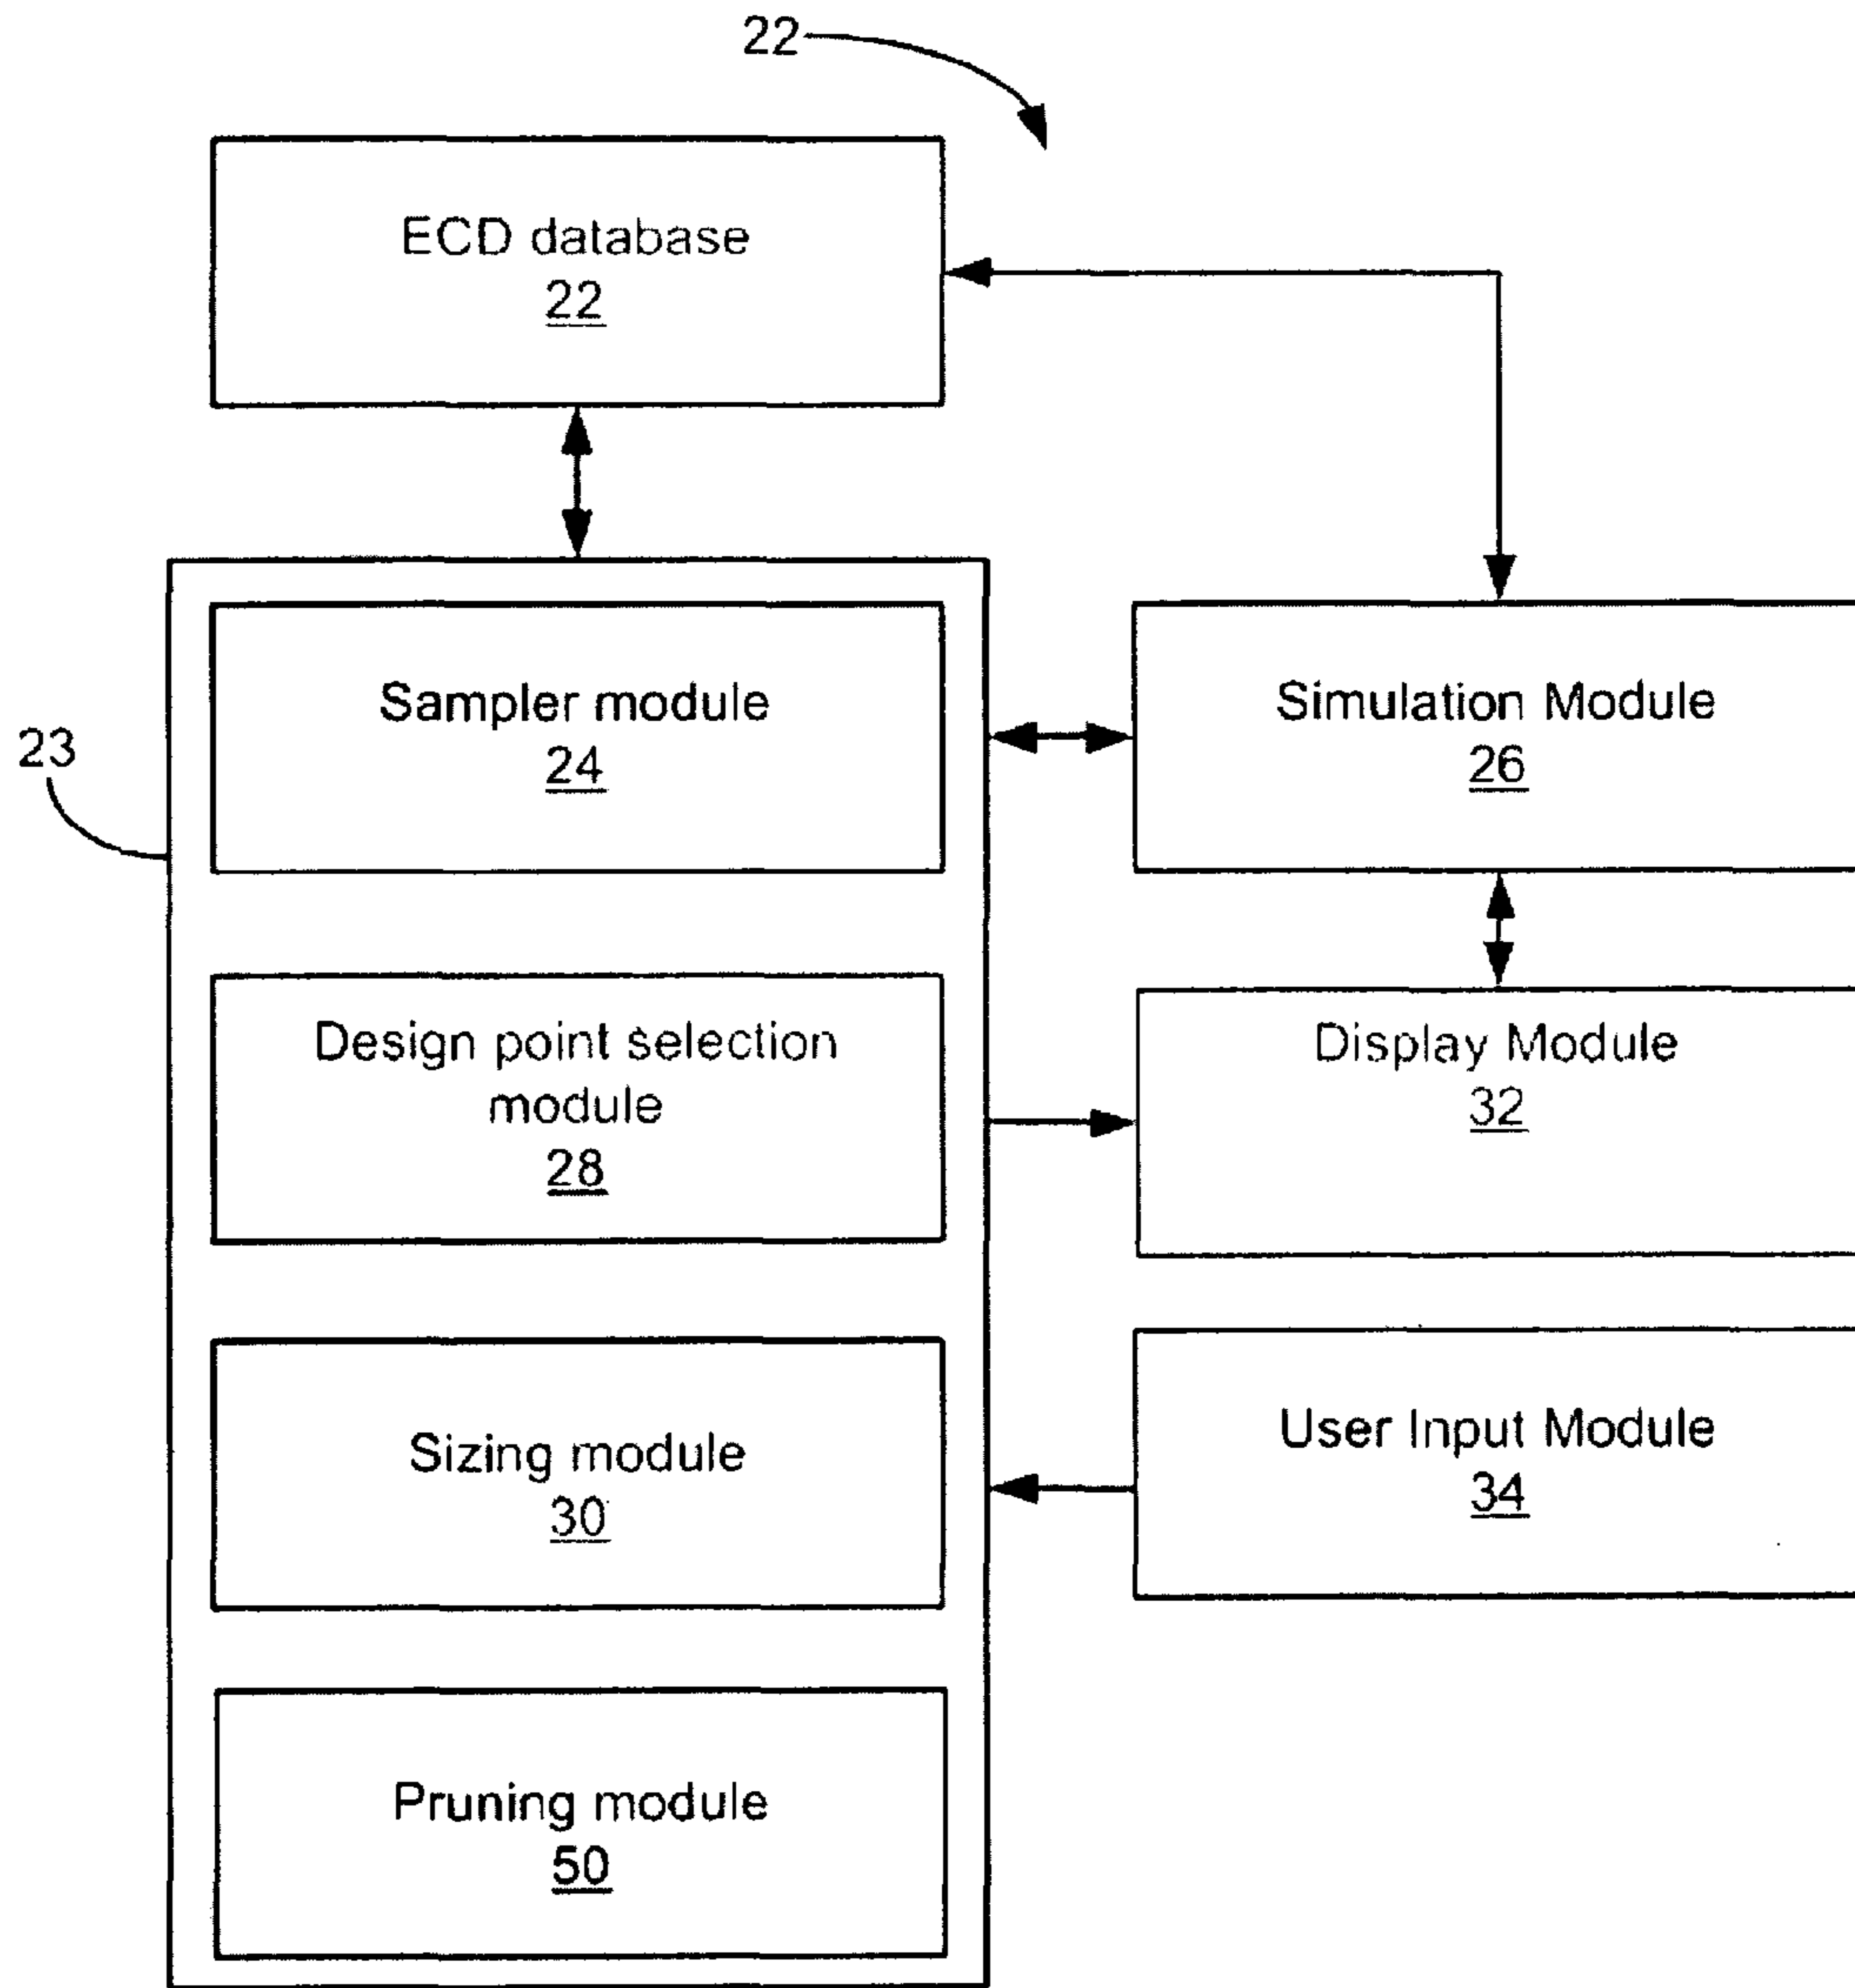 22
ECD database
22
23
Sampler module
24
Simulation Module
26
Design point selection
module
28
Display Module
32
Sizing module
30
User Input Module
34
Pruning module
50